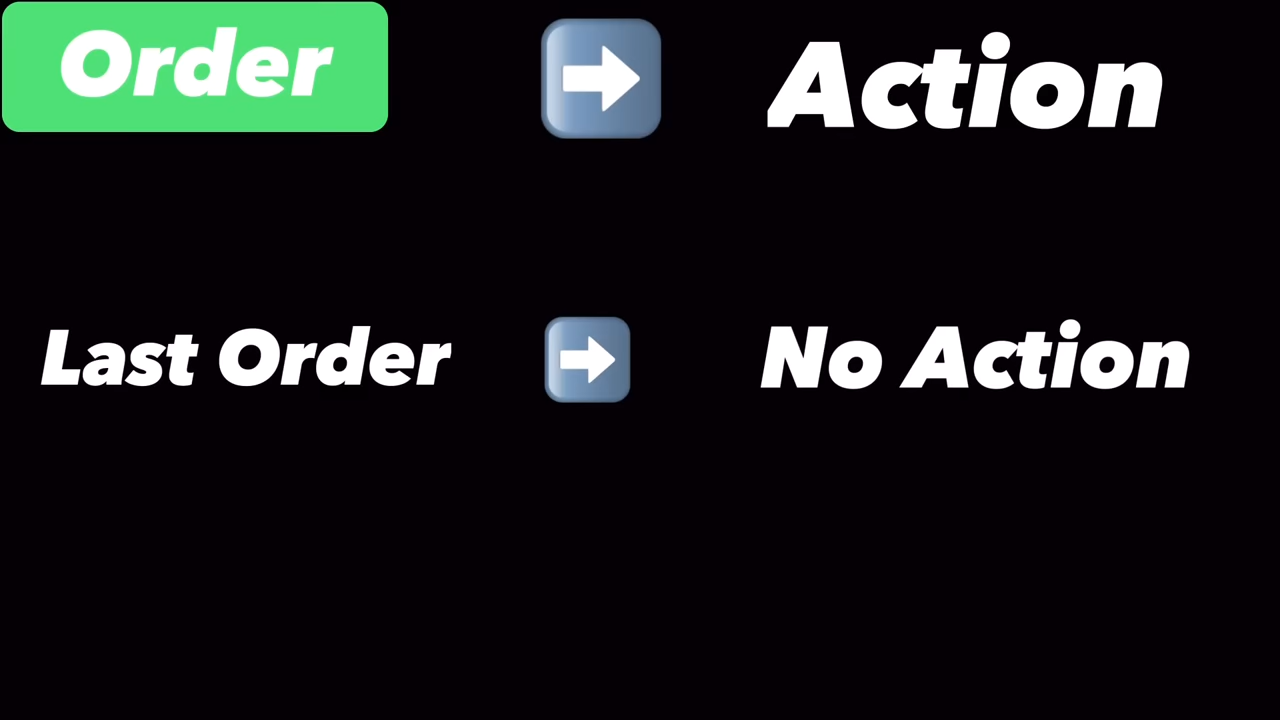 Order ➡️ Action
Last Order ➡️ No Action